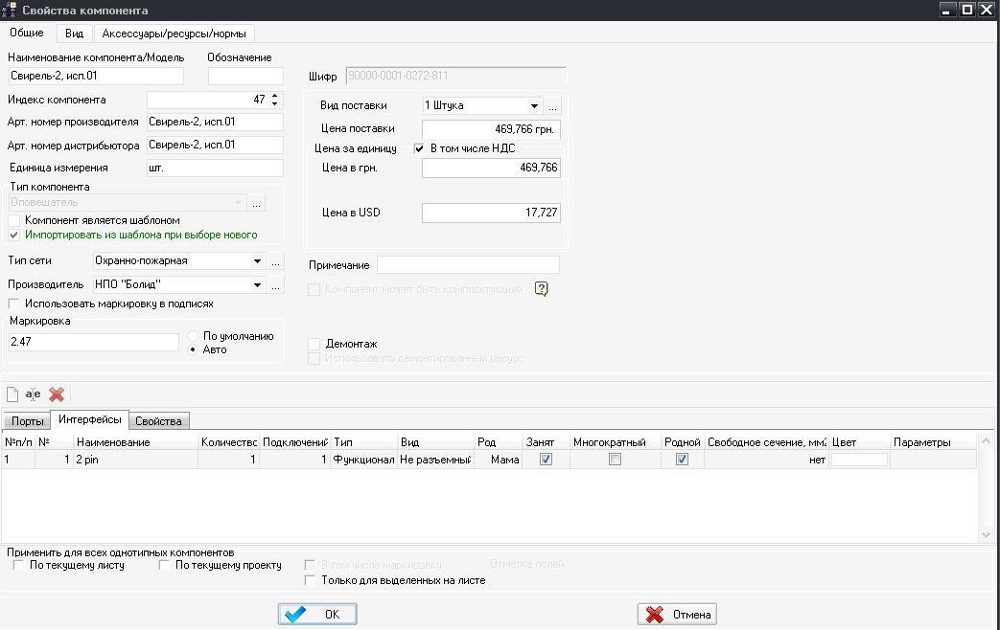 Свойства компонента
Общие Вид Аксессуары/ресурсы/нормы
Наименование компонента/Модель Обозначение
Свирель-2, исп.01
Индекс компонента 47
Арт. номер производителя Свирель-2, исп.01
Арт. номер дистрибьютора Свирель-2, исп.01
Единица измерения шт.
Тип компонента
Оповещатель ...
Компонент является шаблоном
Импортировать из шаблона при выборе нового
Тип сети Охранно-пожарная ...
Производитель НПО "Болид" ...
Использовать маркировку в подписях
Маркировка
2.47
По умолчанию
Авто
Шифр 90000-0001-0272-811
Вид поставки 1 Штука ...
Цена поставки 469,766 грн.
Цена за единицу В том числе НДС
Цена в грн. 469,766
Цена в USD 17,727
Примечание
Компонент может быть комплектующей ?
Демонтаж
Использовать демонтированный ресурс
aje
Порты Интерфейсы Свойства
№п/п № Наименование Количествс Подключений Тип Вид Род Занят Многократный Родной Свободное сечение, мм2 Цвет Параметры
1 1 2 pin 1 1 Функционал Не разъемный Мама нет
Применить для всех однотипных компонентов
По текущему листу По текущему проекту В том числе маркировку Отметка полей
Только для выделенных на листе
OK Отмена